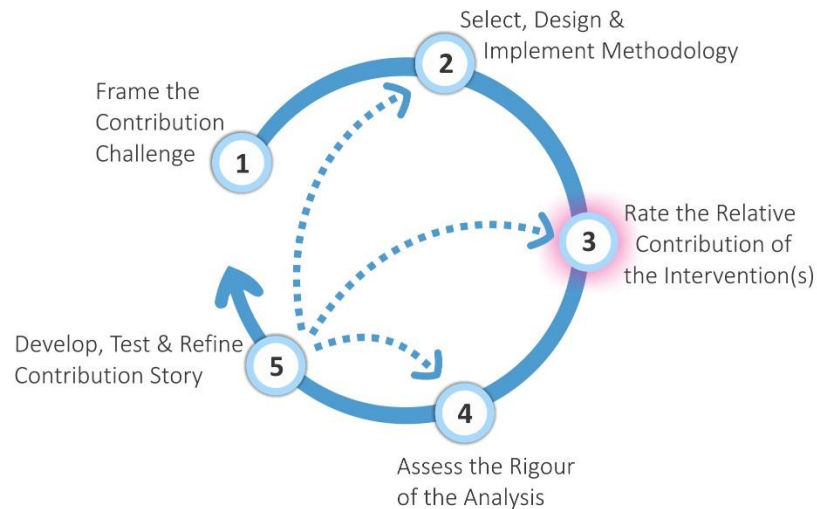 Frame the
Contribution
Challenge
1
Select, Design &
Implement Methodology
2
Rate the Relative
Contribution of
the Intervention(s)
3
Assess the Rigour
of the Analysis
4
Develop, Test & Refine
Contribution Story
5